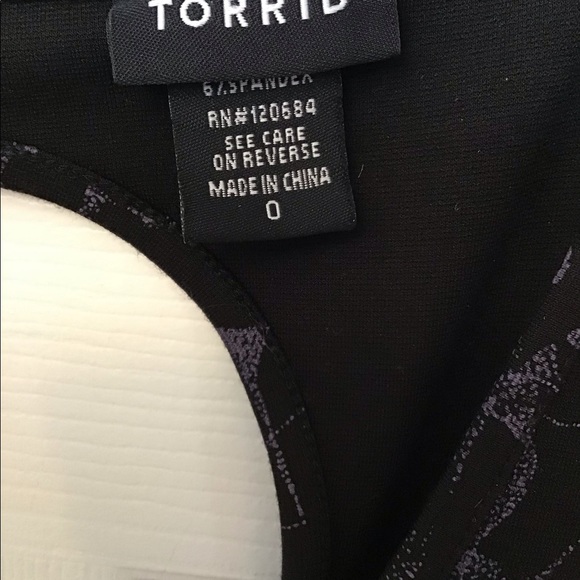 TORRID
6% SPANDEX
RN#120684
SEE CARE
ON REVERSE
MADE IN CHINA
0